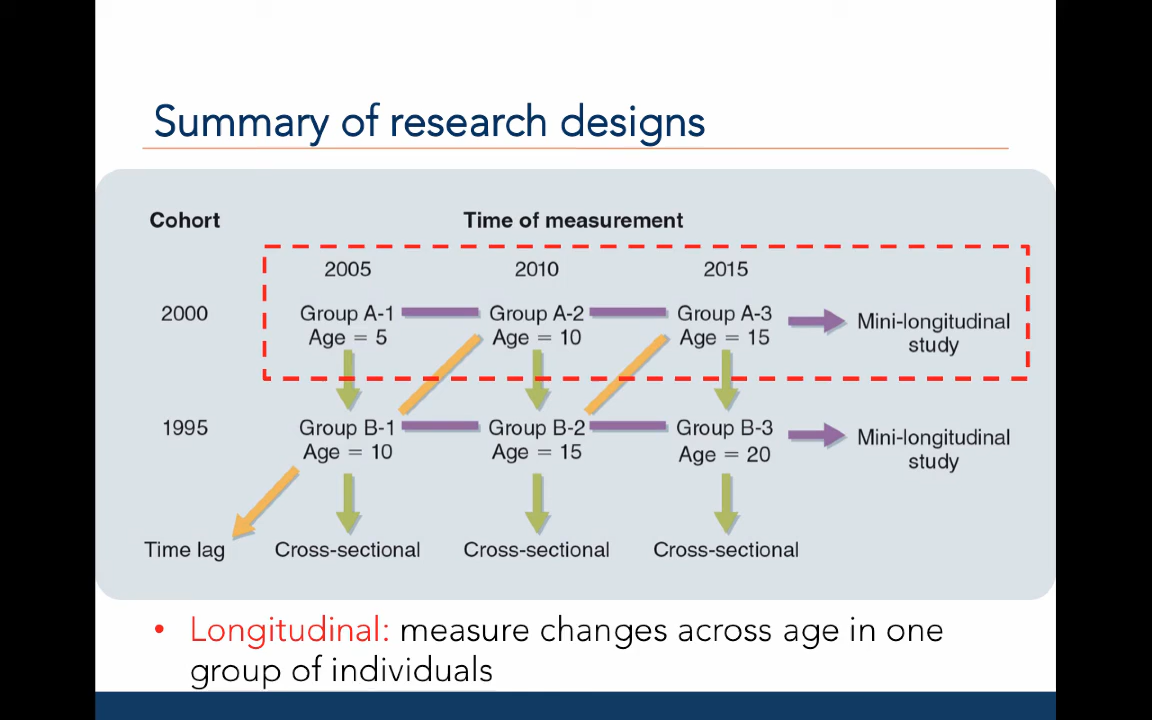 Summary of research designs
Cohort Time of measurement
2005 2010 2015
2000 Group A-1 Group A-2 Group A-3
Age = 5 Age = 10 Age = 15
Mini-longitudinal
study
1995 Group B-1 Group B-2 Group B-3
Age = 10 Age = 15 Age = 20
Mini-longitudinal
study
Time lag Cross-sectional Cross-sectional Cross-sectional
• Longitudinal: measure changes across age in one
group of individuals